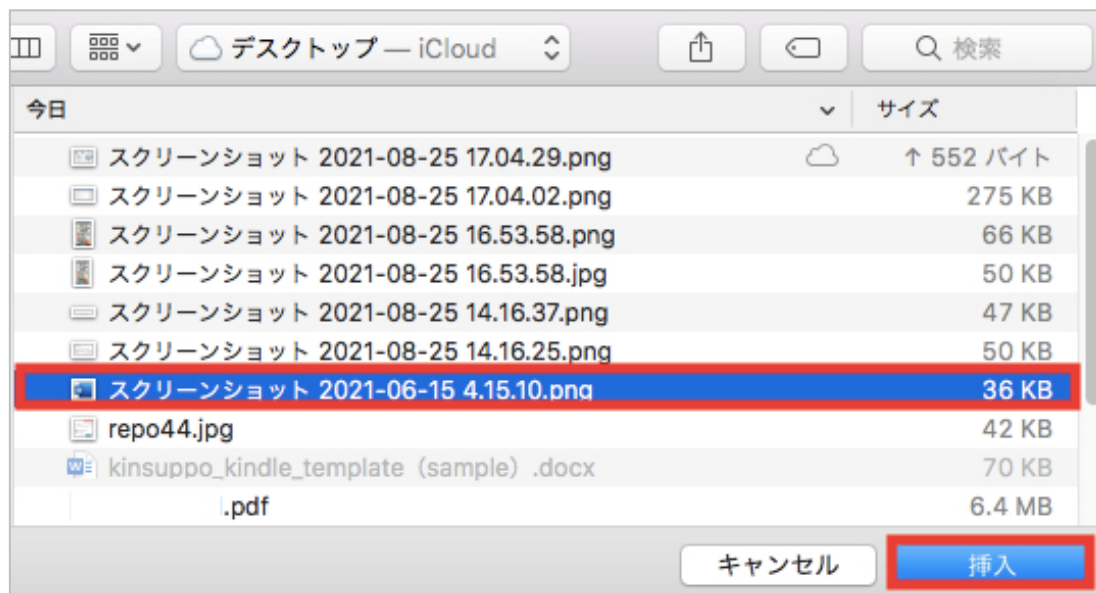 デスクトップ — iCloud
検索
今日 サイズ
スクリーンショット 2021-08-25 17.04.29.png ↑ 552 バイト
スクリーンショット 2021-08-25 17.04.02.png 275 KB
スクリーンショット 2021-08-25 16.53.58.png 66 KB
スクリーンショット 2021-08-25 16.53.58.jpg 50 KB
スクリーンショット 2021-08-25 14.16.37.png 47 KB
スクリーンショット 2021-08-25 14.16.25.png 50 KB
スクリーンショット 2021-06-15 4.15.10.png 36 KB
repo44.jpg 42 KB
kinsuppo_kindle_template（sample）.docx 70 KB
.pdf 6.4 MB
キャンセル 挿入